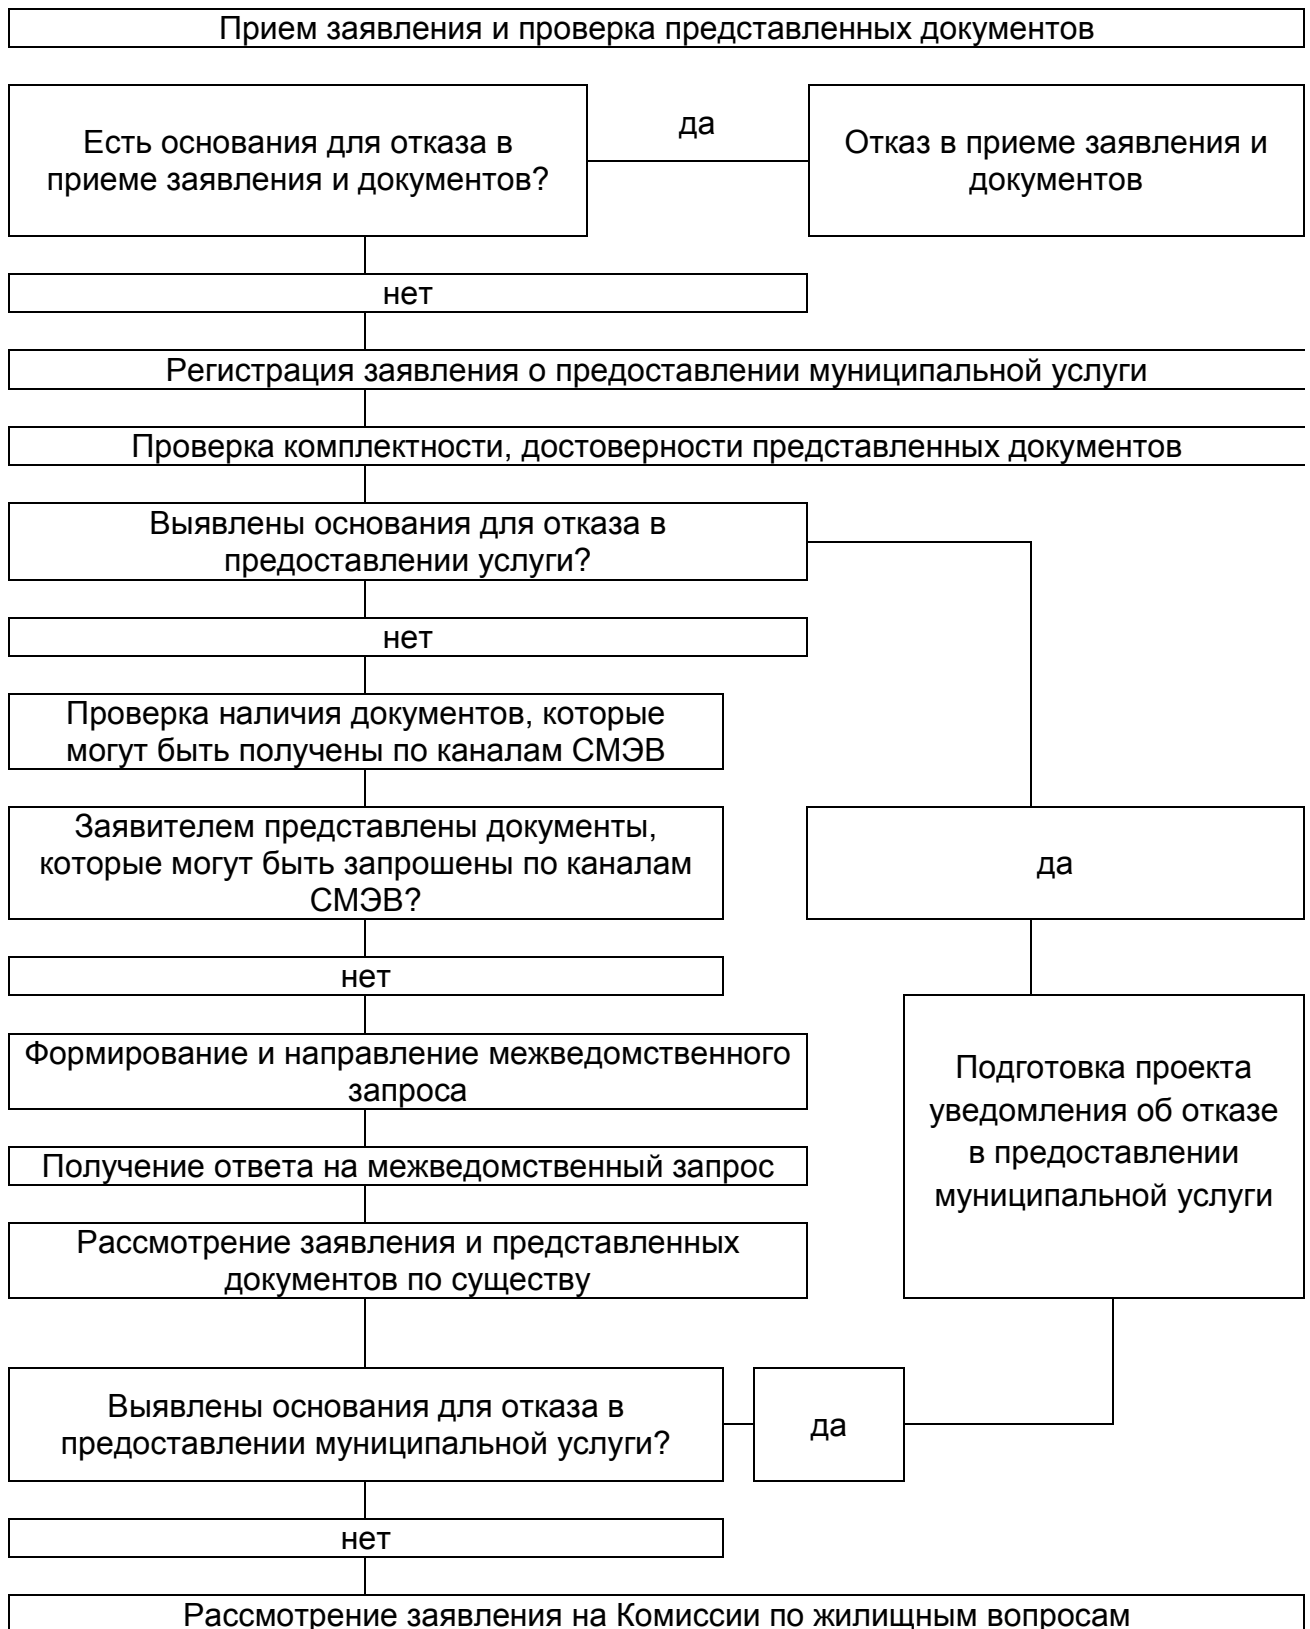 Прием заявления и проверка представленных документов
Есть основания для отказа в
приеме заявления и документов?
да
Отказ в приеме заявления и
документов
нет
Регистрация заявления о предоставлении муниципальной услуги
Проверка комплектности, достоверности представленных документов
Выявлены основания для отказа в
предоставлении услуги?
нет
Проверка наличия документов, которые
могут быть получены по каналам СМЭВ
Заявителем представлены документы,
которые могут быть запрошены по каналам
СМЭВ?
да
нет
Формирование и направление межведомственного
запроса
Получение ответа на межведомственный запрос
Рассмотрение заявления и представленных
документов по существу
Подготовка проекта
уведомления об отказе
в предоставлении
муниципальной услуги
Выявлены основания для отказа в
предоставлении муниципальной услуги?
да
нет
Рассмотрение заявления на Комиссии по жилищным вопросам